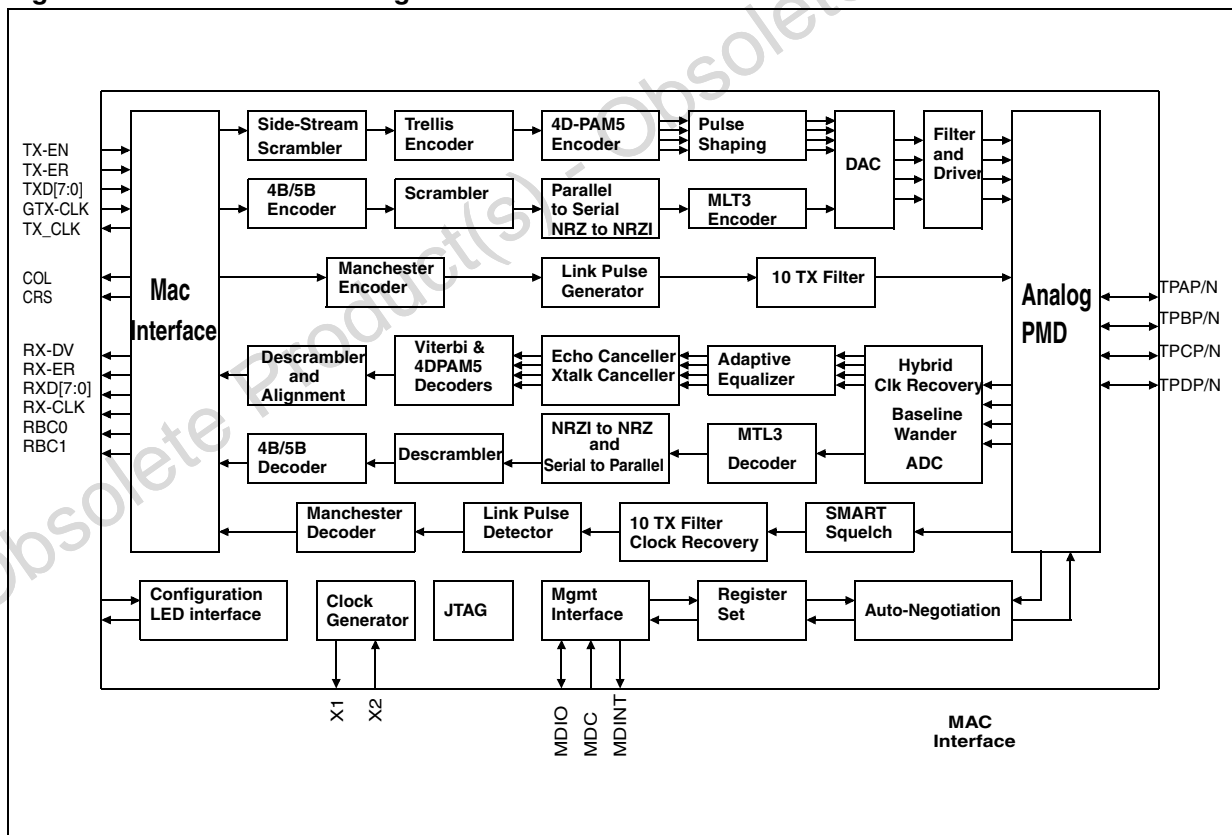 Obsolete Product(s) - Obsolete
TX-EN
TX-ER
TXD[7:0]
GTX-CLK
TX_CLK
COL
CRS
RX-DV
RX-ER
RXD[7:0]
RX-CLK
RBC0
RBC1
Mac
Interface
Side-Stream
Scrambler
Trellis
Encoder
4D-PAM5
Encoder
Pulse
Shaping
DAC
Filter
and
Driver
4B/5B
Encoder
Scrambler
Parallel
to Serial
NRZ to NRZI
MLT3
Encoder
Manchester
Encoder
Link Pulse
Generator
10 TX Filter
Analog
PMD
TPAP/N
TPBP/N
TPCP/N
TPDP/N
Descrambler
and
Alignment
Viterbi &
4DPAM5
Decoders
Echo Canceller
Xtalk Canceller
Adaptive
Equalizer
Hybrid
Clk Recovery
Baseline
Wander
ADC
4B/5B
Decoder
Descrambler
NRZI to NRZ
and
Serial to Parallel
MTL3
Decoder
Manchester
Decoder
Link Pulse
Detector
10 TX Filter
Clock Recovery
SMART
Squelch
Configuration
LED interface
Clock
Generator
JTAG
Mgmt
Interface
Register
Set
Auto-Negotiation
X1
X2
MDIO
MDC
MDINT
MAC
Interface